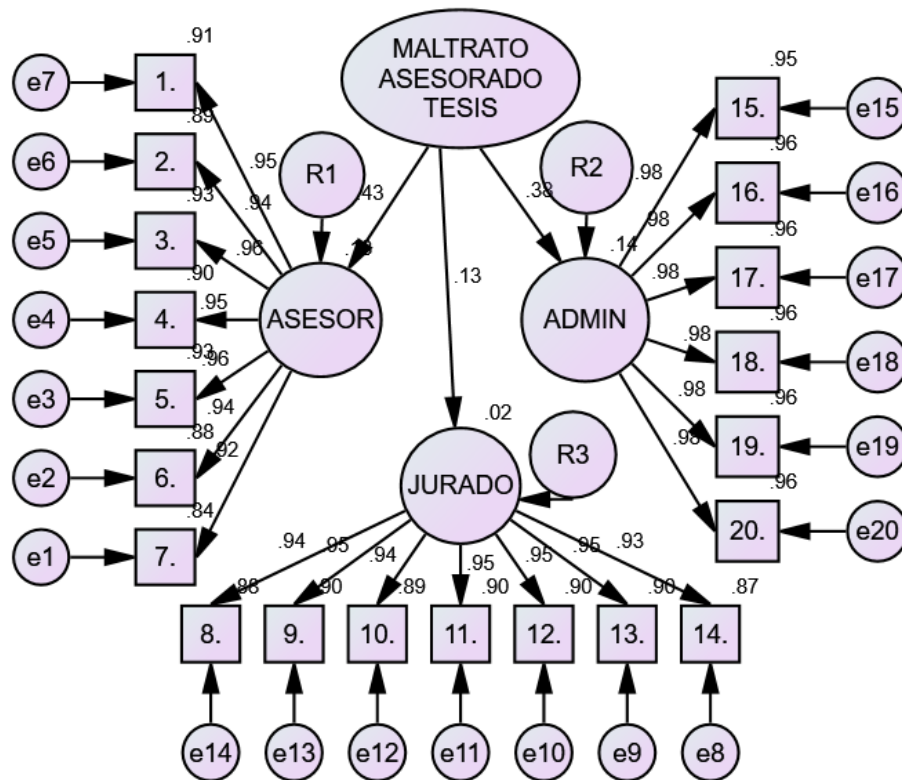 MALTRATO
ASESORADO
TESIS
.91
e7
1.
.89
e6
2.
.93
e5
3.
.90
e4
4.
.93
e3
5.
.88
e2
6.
.84
e1
7.
.95
.94
.96
.95
.96
.94
.92
R1
.43
ASESOR
.13
.38
R2
.14
ADMIN
.98
.98
.98
.98
.98
.98
.95
15.
e15
.96
16.
e16
.96
17.
e17
.96
18.
e18
.96
19.
e19
.96
20.
e20
.02
JURADO
R3
.94
.95
.94
.95
.95
.95
.93
.88
.90
.89
.90
.90
.90
.87
8.
9.
10.
11.
12.
13.
14.
e14
e13
e12
e11
e10
e9
e8